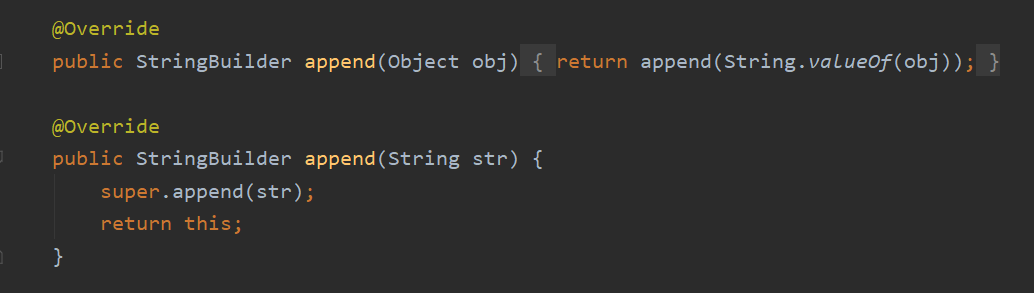 @Override
public StringBuilder append(Object obj) { return append(String.valueOf(obj)); }
@Override
public StringBuilder append(String str) {
super.append(str);
return this;
}